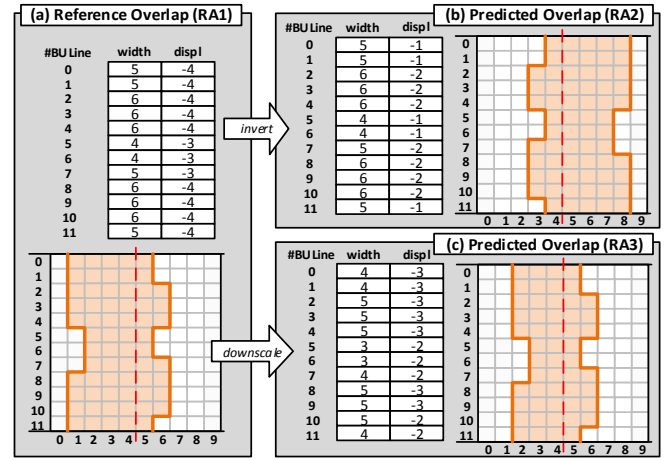 (a) Reference Overlap (RA1)
#BU Line width displ
0 5 -4
1 5 -4
2 6 -4
3 6 -4
4 6 -4
5 4 -3
6 4 -3
7 5 -3
8 6 -4
9 6 -4
10 6 -4
11 5 -4
0
1
2
3
4
5
6
7
8
9
10
11
0 1 2 3 4 5 6 7 8 9
invert
downscale
(b) Predicted Overlap (RA2)
#BU Line width displ
0 5 -1
1 5 -1
2 6 -2
3 6 -2
4 6 -2
5 4 -1
6 4 -1
7 5 -2
8 6 -2
9 6 -2
10 6 -2
11 5 -1
0
1
2
3
4
5
6
7
8
9
10
11
0 1 2 3 4 5 6 7 8 9
(c) Predicted Overlap (RA3)
#BU Line width displ
0 4 -3
1 4 -3
2 5 -3
3 5 -3
4 5 -3
5 3 -2
6 3 -2
7 4 -2
8 5 -3
9 5 -3
10 5 -2
11 4 -2
0
1
2
3
4
5
6
7
8
9
10
11
0 1 2 3 4 5 6 7 8 9